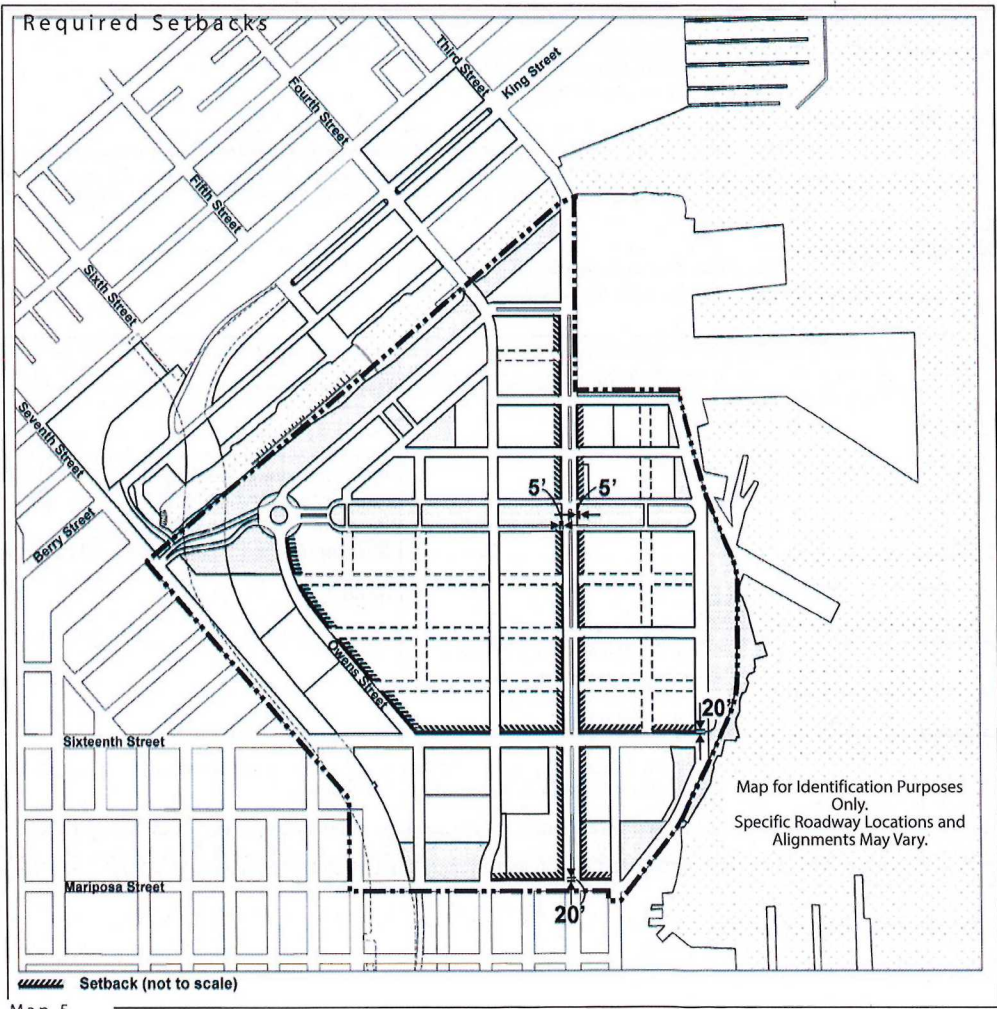 Required Setbacks
Third Street
King Street
Fourth Street
Fifth Street
Sixth Street
Seventh Street
Berry Street
5'
5'
Owens Street
20'
Sixteenth Street
Map for Identification Purposes
Only.
Specific Roadway Locations and
Alignments May Vary.
Mariposa Street
20'
Setback (not to scale)
Map 5